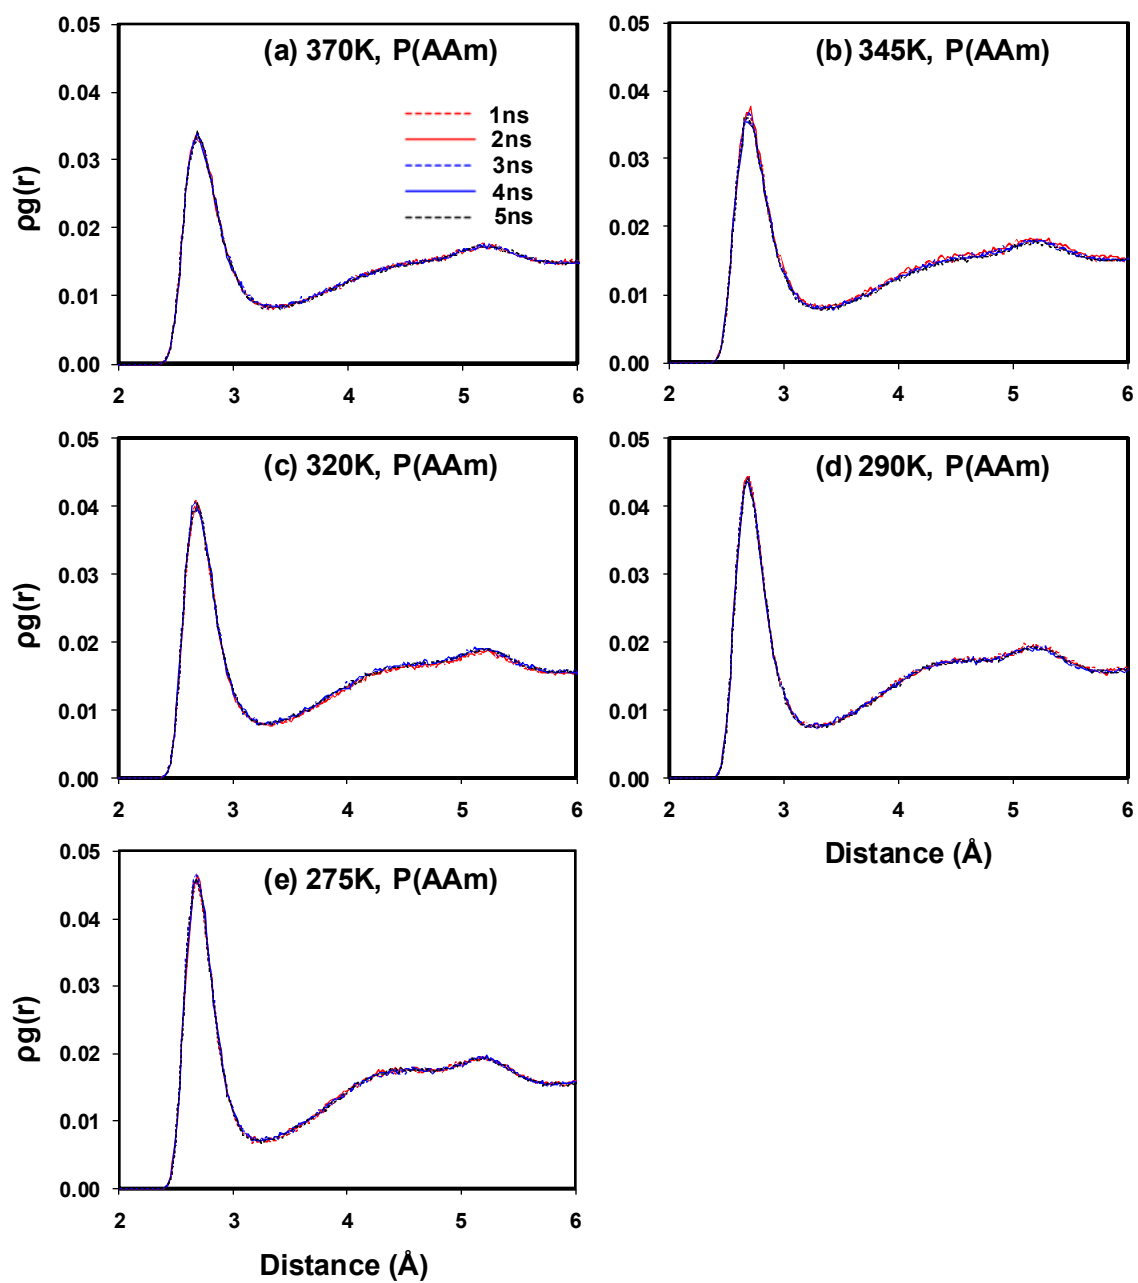 (a) 370K, P(AAm)
ρg(r)
0.05
0.04
0.03
0.02
0.01
0.00
1ns
2ns
3ns
4ns
5ns
2 3 4 5 6
(b) 345K, P(AAm)
0.05
0.04
0.03
0.02
0.01
0.00
2 3 4 5 6
(c) 320K, P(AAm)
ρg(r)
0.05
0.04
0.03
0.02
0.01
0.00
2 3 4 5 6
(d) 290K, P(AAm)
0.05
0.04
0.03
0.02
0.01
0.00
2 3 4 5 6
Distance (Å)
(e) 275K, P(AAm)
ρg(r)
0.05
0.04
0.03
0.02
0.01
0.00
2 3 4 5 6
Distance (Å)